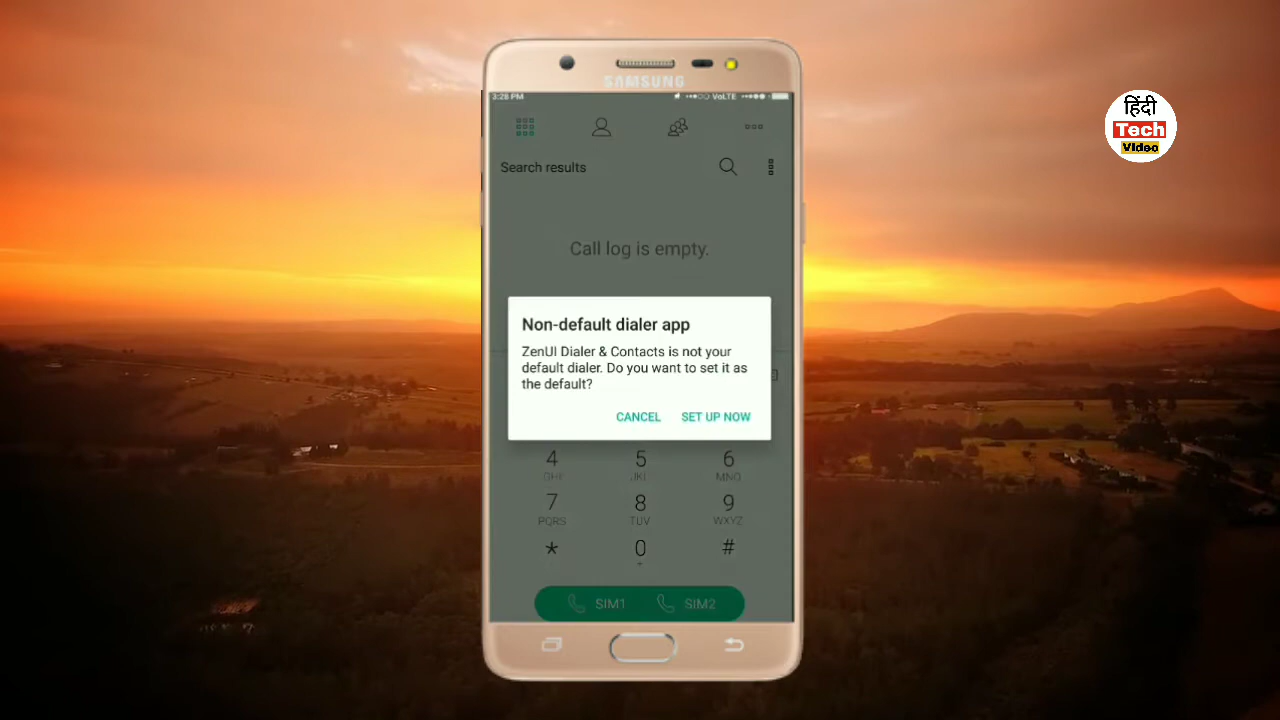 SAMSUNG
3:28 PM
VoLTE
हिंदी
Tech
Video
Search results
Call log is empty.
Non-default dialer app
ZenUI Dialer & Contacts is not your
default dialer. Do you want to set it as
the default?
CANCEL SET UP NOW
4 5 6
GHI JKL MNO
7 8 9
PQRS TUV WXYZ
* 0 #
+
SIM1 SIM2